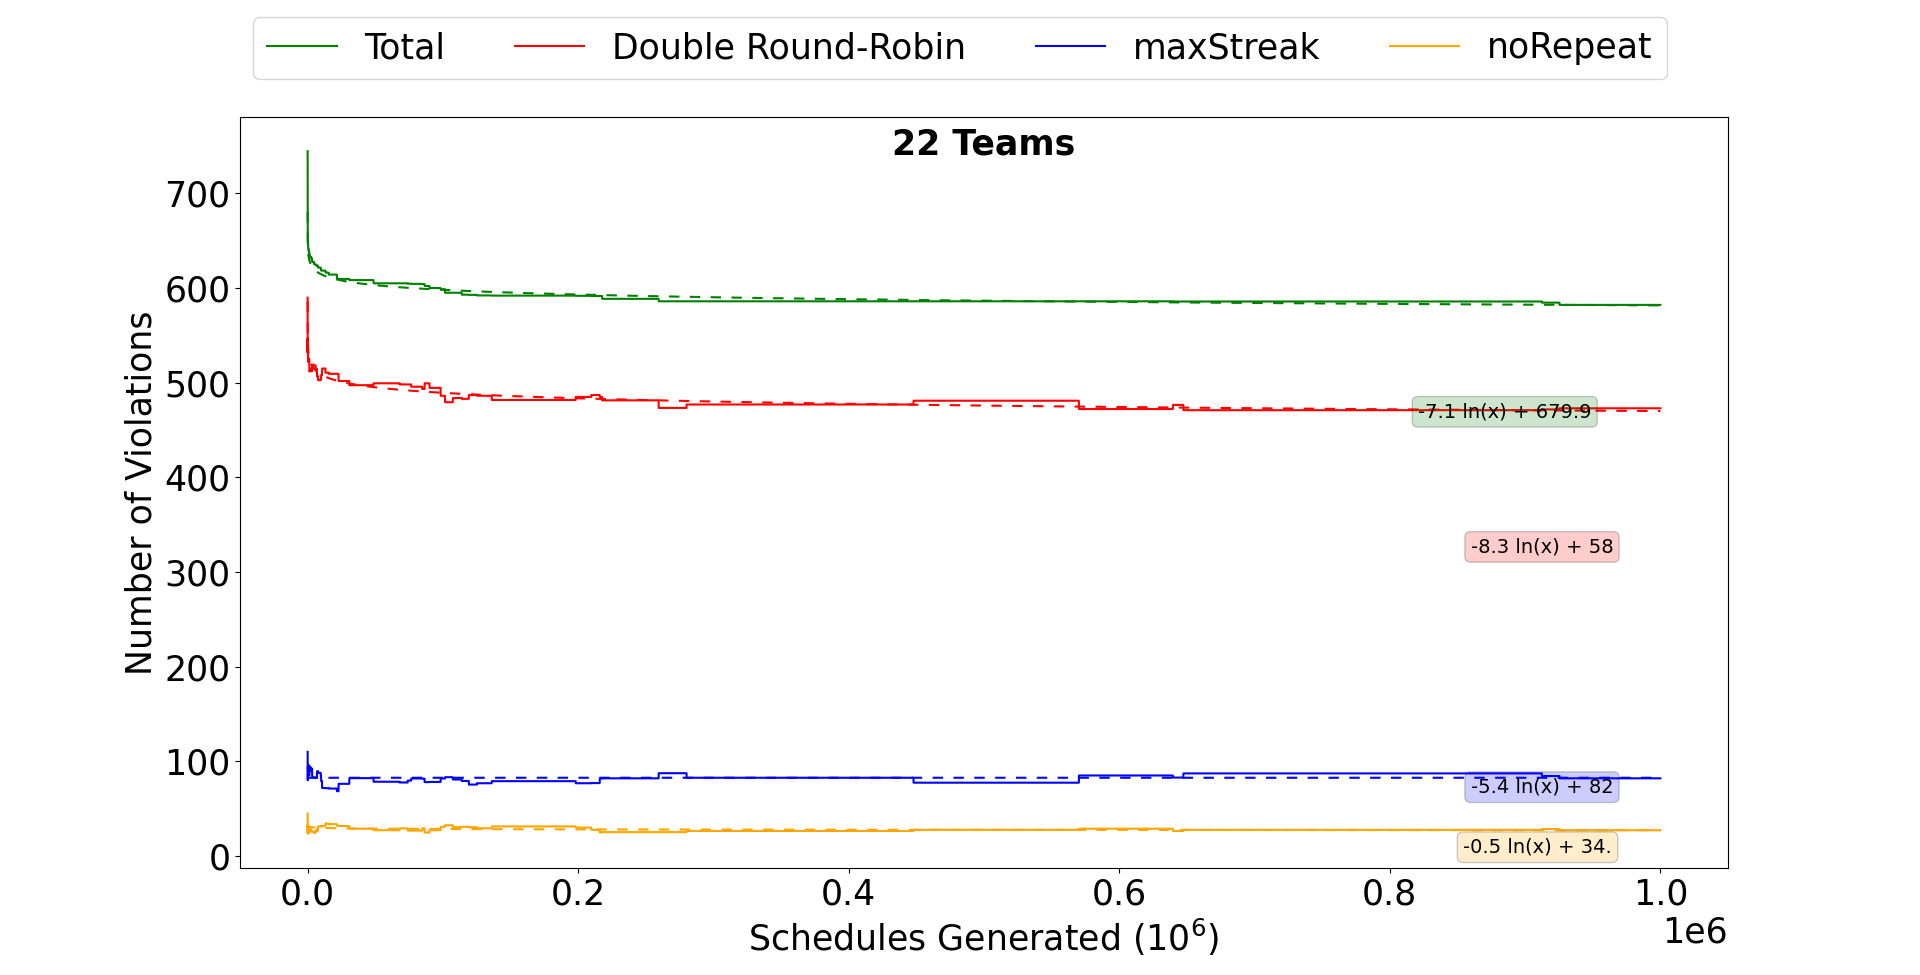 Total Double Round-Robin maxStreak noRepeat
22 Teams
700
600
500
400
300
200
100
0
Number of Violations
-7.1 ln(x) + 679.9
-8.3 ln(x) + 58
-5.4 ln(x) + 82
-0.5 ln(x) + 34.
0.0 0.2 0.4 0.6 0.8 1.0
1e6
Schedules Generated (10⁶)